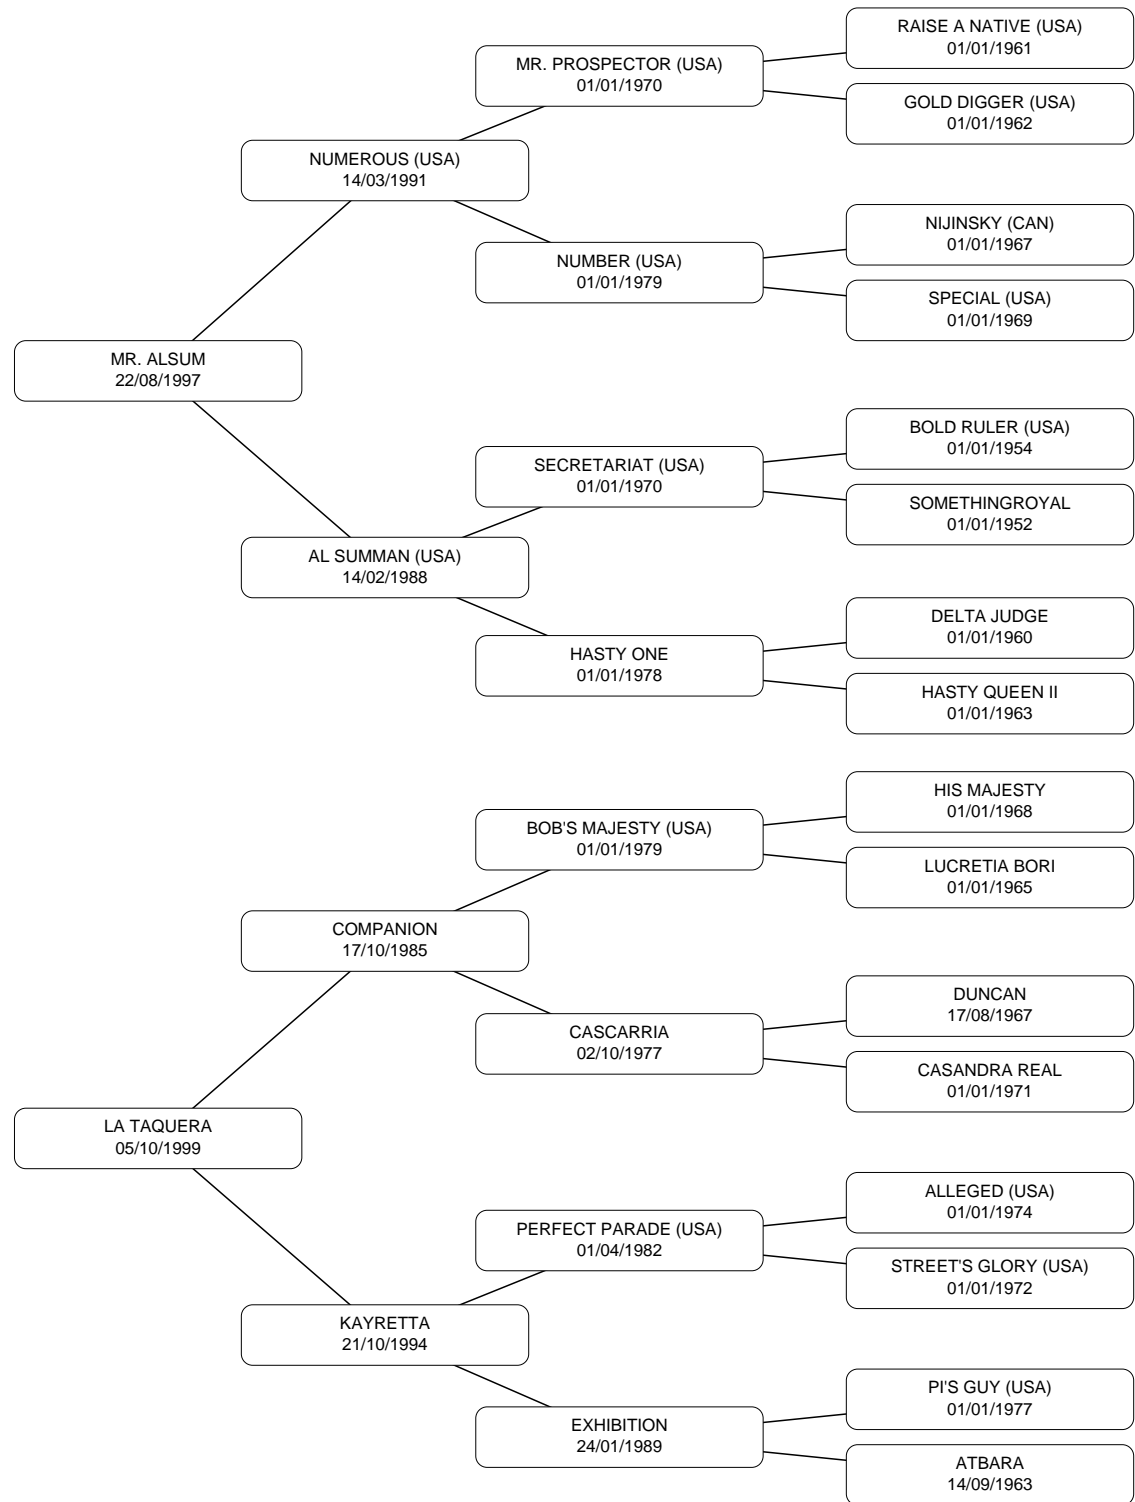 RAISE A NATIVE (USA)
01/01/1961
MR. PROSPECTOR (USA)
01/01/1970
GOLD DIGGER (USA)
01/01/1962
NUMEROUS (USA)
14/03/1991
NIJINSKY (CAN)
01/01/1967
NUMBER (USA)
01/01/1979
SPECIAL (USA)
01/01/1969
MR. ALSUM
22/08/1997
BOLD RULER (USA)
01/01/1954
SECRETARIAT (USA)
01/01/1970
SOMETHINGROYAL
01/01/1952
AL SUMMAN (USA)
14/02/1988
DELTA JUDGE
01/01/1960
HASTY ONE
01/01/1978
HASTY QUEEN II
01/01/1963
HIS MAJESTY
01/01/1968
BOB'S MAJESTY (USA)
01/01/1979
LUCRETIA BORI
01/01/1965
COMPANION
17/10/1985
DUNCAN
17/08/1967
CASCARRIA
02/10/1977
CASANDRA REAL
01/01/1971
LA TAQUERA
05/10/1999
ALLEGED (USA)
01/01/1974
PERFECT PARADE (USA)
01/04/1982
STREET'S GLORY (USA)
01/01/1972
KAYRETTA
21/10/1994
PI'S GUY (USA)
01/01/1977
EXHIBITION
24/01/1989
ATBARA
14/09/1963